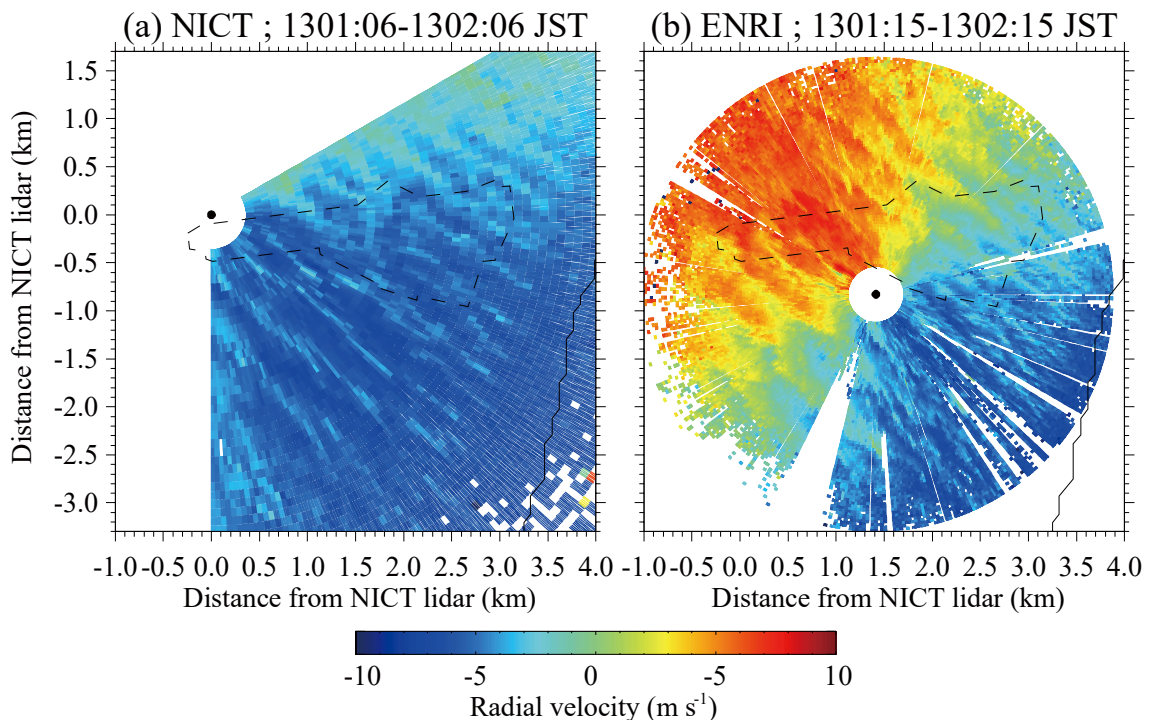 (a) NICT ; 1301:06-1302:06 JST
(b) ENRI ; 1301:15-1302:15 JST
Distance from NICT lidar (km)
1.5
1.0
0.5
0.0
-0.5
-1.0
-1.5
-2.0
-2.5
-3.0
-1.0 -0.5 0.0 0.5 1.0 1.5 2.0 2.5 3.0 3.5 4.0
-1.0 -0.5 0.0 0.5 1.0 1.5 2.0 2.5 3.0 3.5 4.0
Distance from NICT lidar (km)
Distance from NICT lidar (km)
-10 -5 0 -5 10
Radial velocity (m s-1)